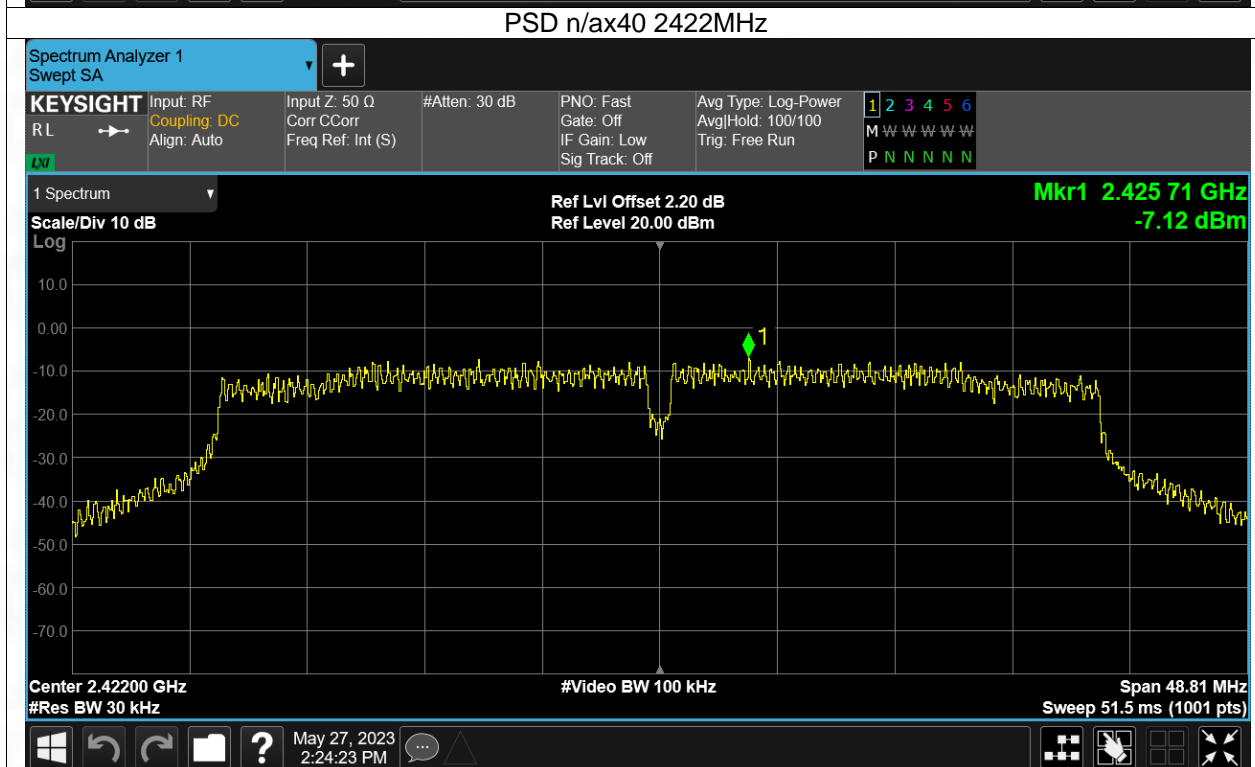 PSD n/ax40 2422MHz
Spectrum Analyzer 1
Swept SA
KEYSIGHT
RL
LXI
Input: RF
Coupling: DC
Align: Auto
Input Z: 50 Ω
Corr CCorr
Freq Ref: Int (S)
#Atten: 30 dB
PNO: Fast
Gate: Off
IF Gain: Low
Sig Track: Off
Avg Type: Log-Power
Avg|Hold: 100/100
Trig: Free Run
1 2 3 4 5 6
M W W W W W
P N N N N N
1 Spectrum
Scale/Div 10 dB
Ref Lvl Offset 2.20 dB
Ref Level 20.00 dBm
Mkr1 2.425 71 GHz
-7.12 dBm
Log
10.0
0.00
-10.0
-20.0
-30.0
-40.0
-50.0
-60.0
-70.0
1
Center 2.42200 GHz
#Res BW 30 kHz
#Video BW 100 kHz
Span 48.81 MHz
Sweep 51.5 ms (1001 pts)
?
May 27, 2023
2:24:23 PM